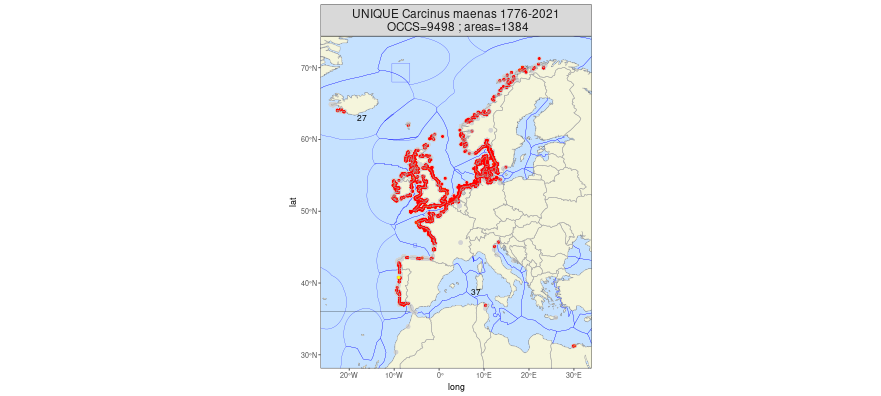 UNIQUE Carcinus maenas 1776-2021
OCCS=9498 ; areas=1384
70°N
60°N
50°N
40°N
30°N
lat
27
37
20°W
10°W
0°
10°E
20°E
30°E
long